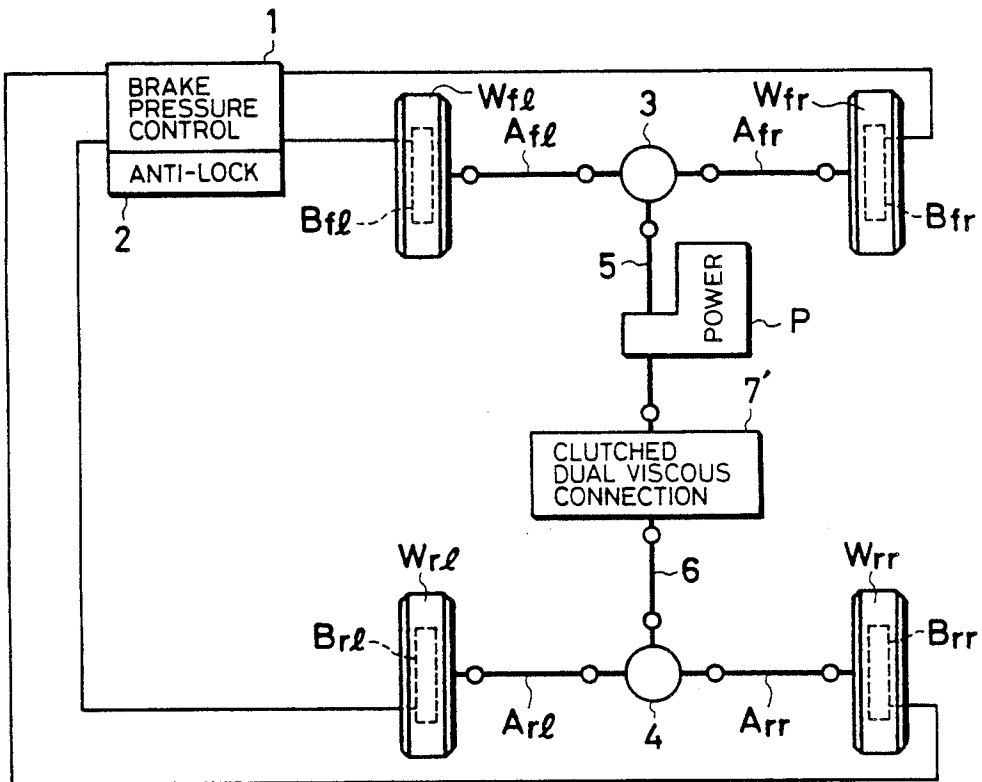 1
BRAKE
PRESSURE
CONTROL
ANTI-LOCK
2
Wfℓ
Afℓ
Bfℓ
3
Afr
Wfr
Bfr
5
POWER
P
7′
CLUTCHED
DUAL VISCOUS
CONNECTION
6
Wrℓ
Brℓ
Arℓ
4
Arr
Wrr
Brr